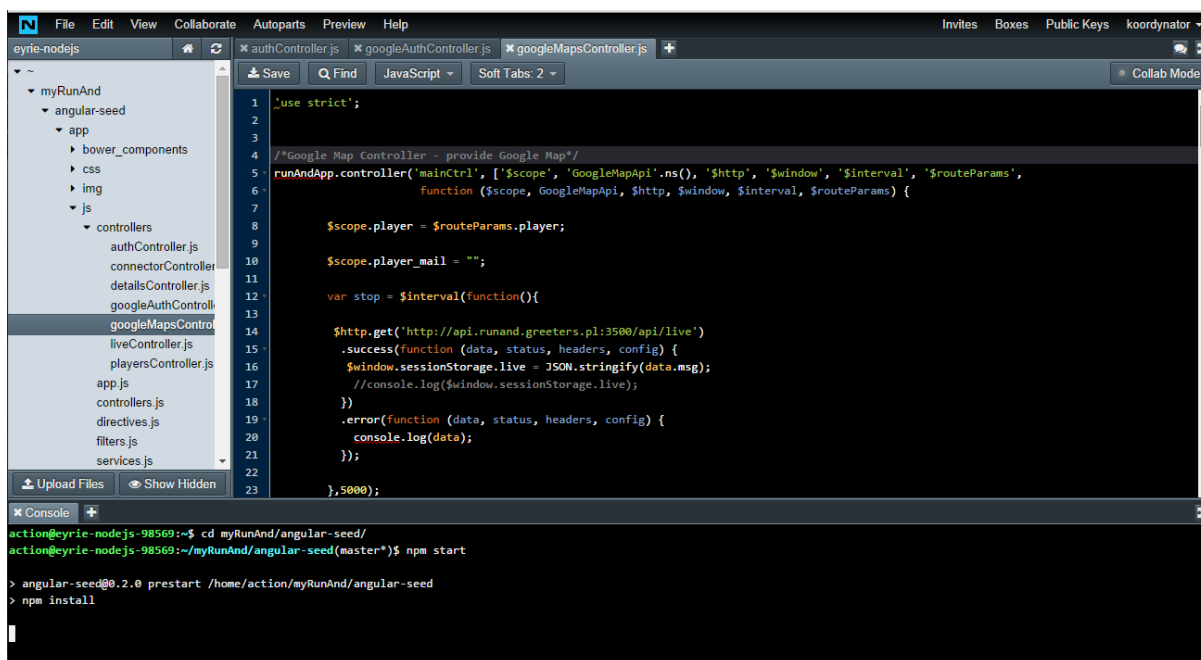 N File Edit View Collaborate Autoparts Preview Help Invites Boxes Public Keys koordynator
eyrie-nodejs authController.js googleAuthController.js googleMapsController.js
Save Find JavaScript Soft Tabs: 2 Collab Mode
~
myRunAnd
angular-seed
app
bower_components
css
img
js
controllers
authController.js
connectorController
detailsController.js
googleAuthControll
googleMapsControl
liveController.js
playersController.js
app.js
controllers.js
directives.js
filters.js
services.js
Upload Files Show Hidden
1 'use strict';
2
3
4 /*Google Map Controller - provide Google Map*/
5 runAndApp.controller('mainCtrl', ['$scope', 'GoogleMapApi'.ns(), '$http', '$window', '$interval', '$routeParams',
6 function ($scope, GoogleMapApi, $http, $window, $interval, $routeParams) {
7
8 $scope.player = $routeParams.player;
9
10 $scope.player_mail = "";
11
12 var stop = $interval(function(){
13
14 $http.get('http://api.runand.greeters.pl:3500/api/live')
15 .success(function (data, status, headers, config) {
16 $window.sessionStorage.live = JSON.stringify(data.msg);
17 //console.log($window.sessionStorage.live);
18 })
19 .error(function (data, status, headers, config) {
20 console.log(data);
21 });
22
23 },5000);
Console
action@eyrie-nodejs-98569:~$ cd myRunAnd/angular-seed/
action@eyrie-nodejs-98569:~/myRunAnd/angular-seed(master*)$ npm start
> angular-seed@0.2.0 prestart /home/action/myRunAnd/angular-seed
> npm install